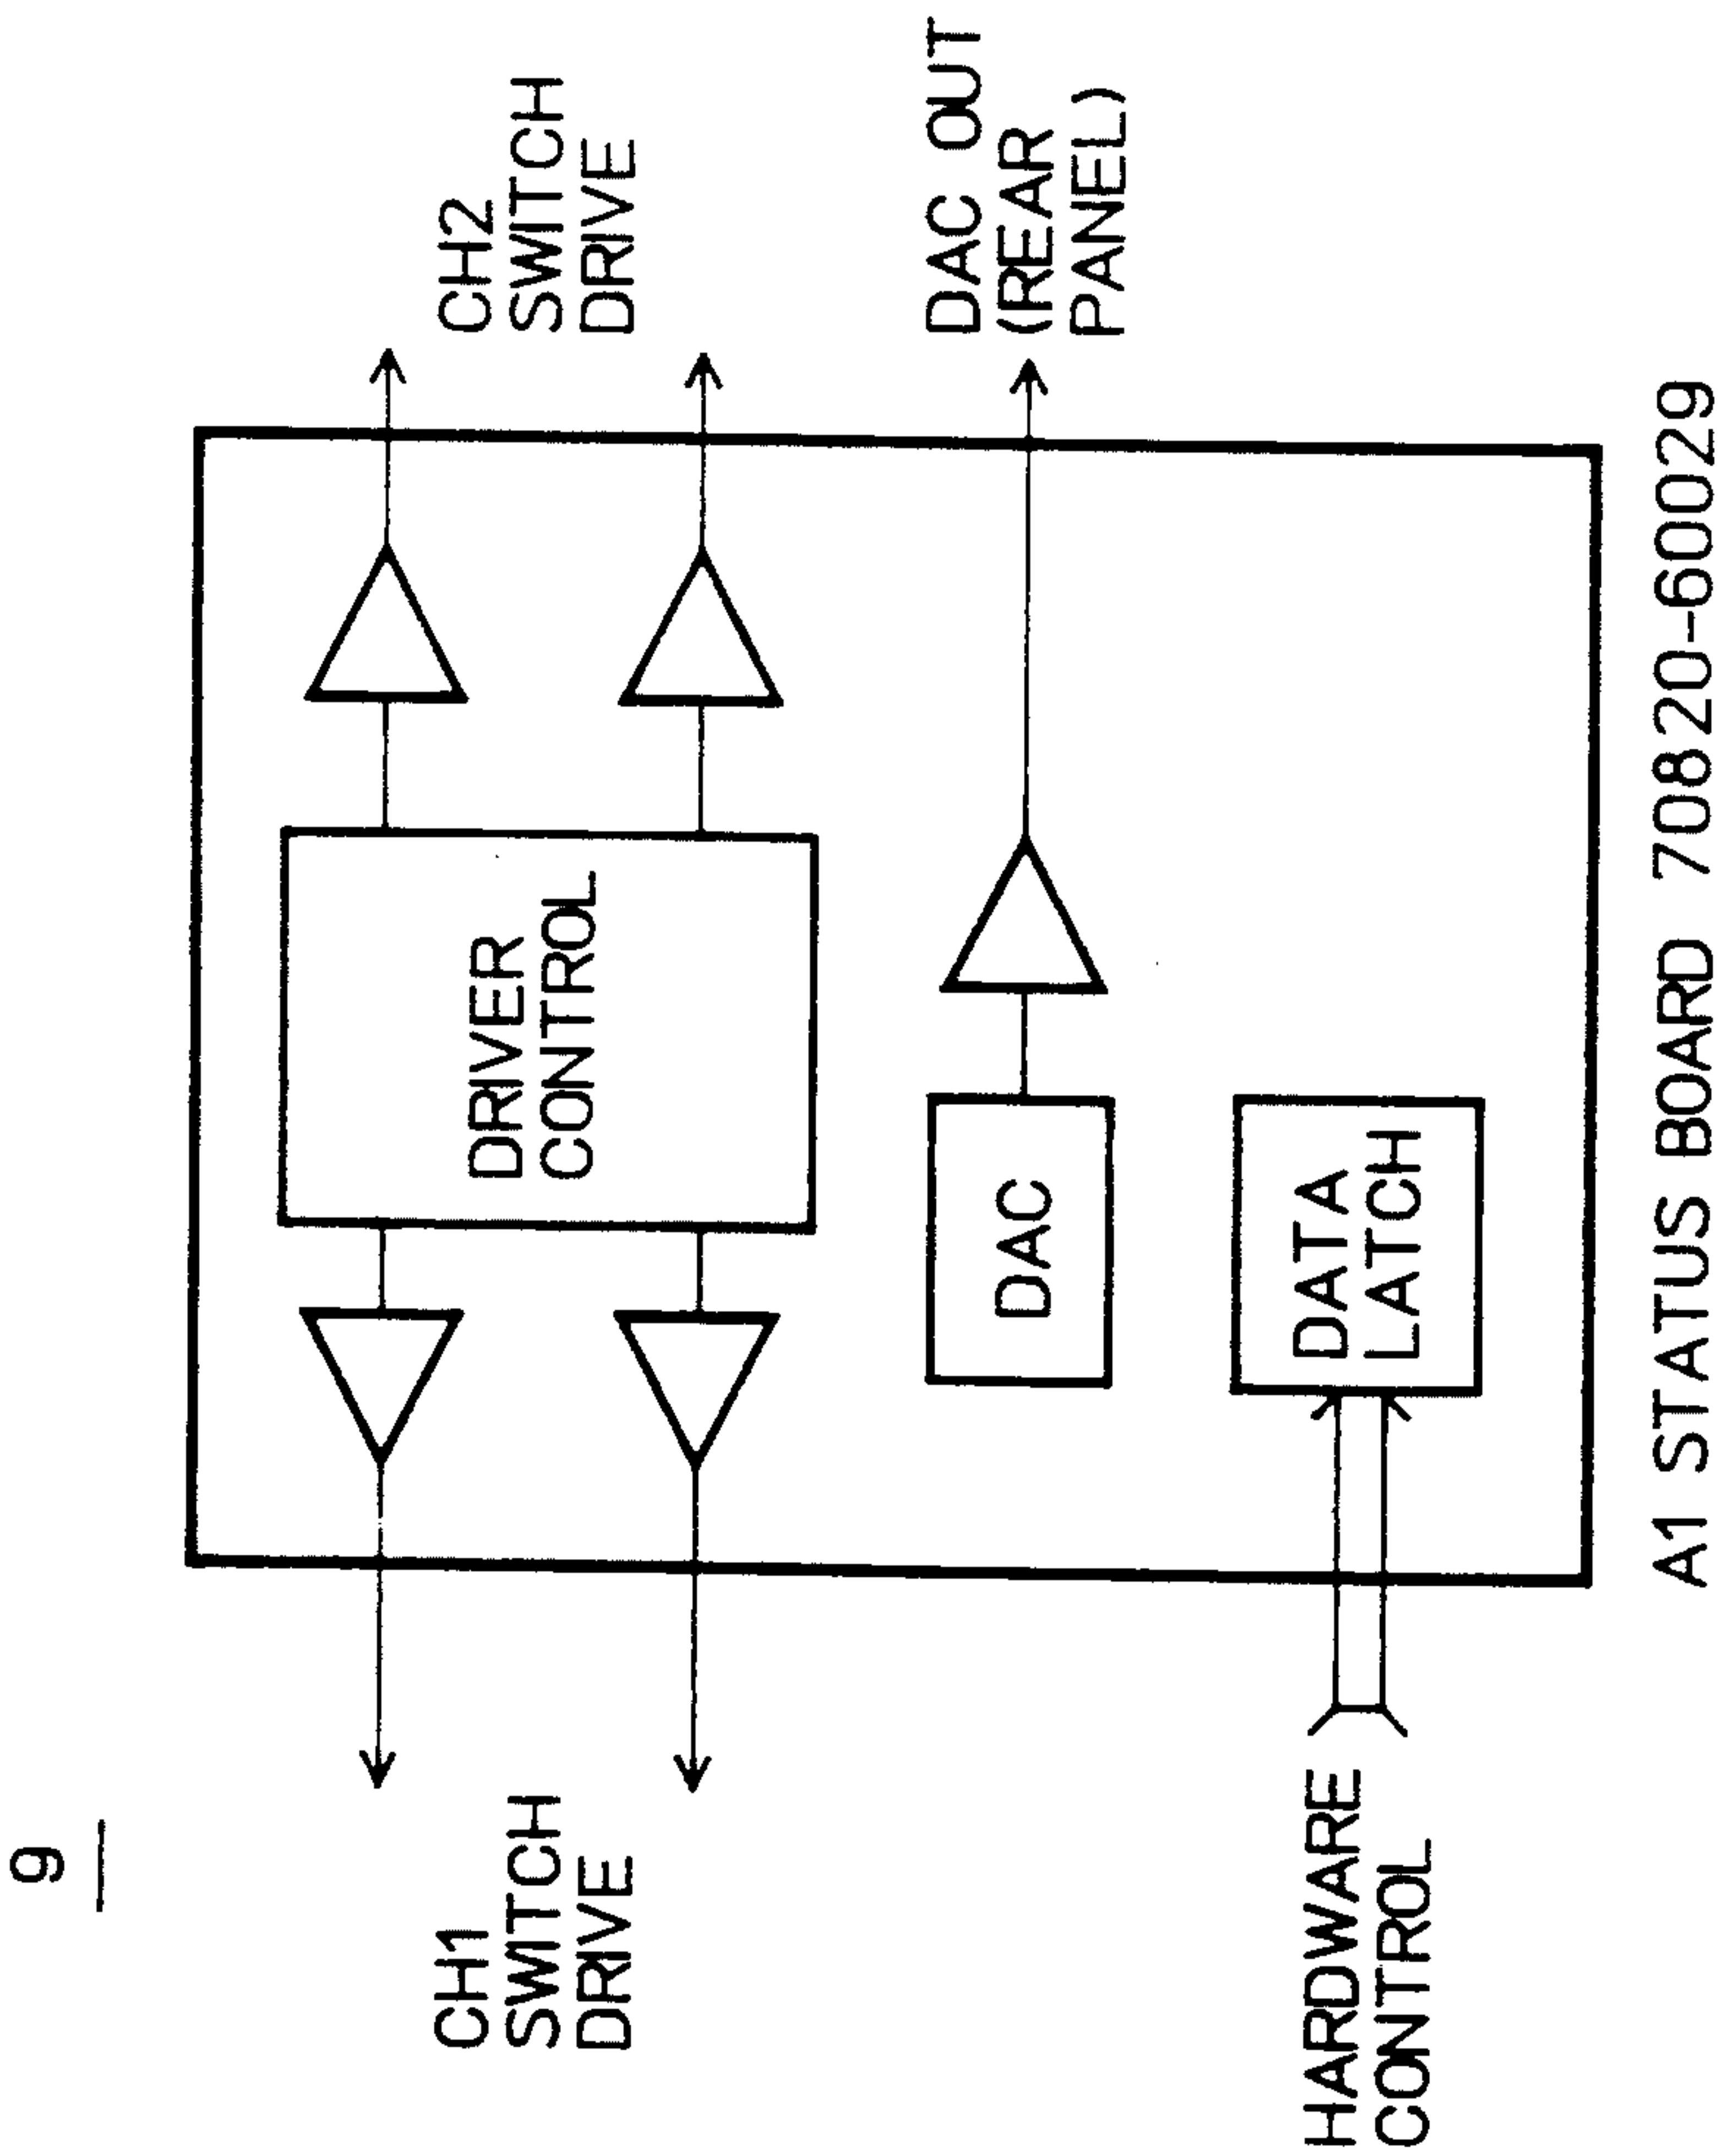 9
CH1
SWITCH
DRIVE
DRIVER
CONTROL
CH2
SWITCH
DRIVE
DAC
DAC OUT
(REAR
PANEL)
HARDWARE
CONTROL
DATA
LATCH
A1 STATUS BOARD 70820-60029